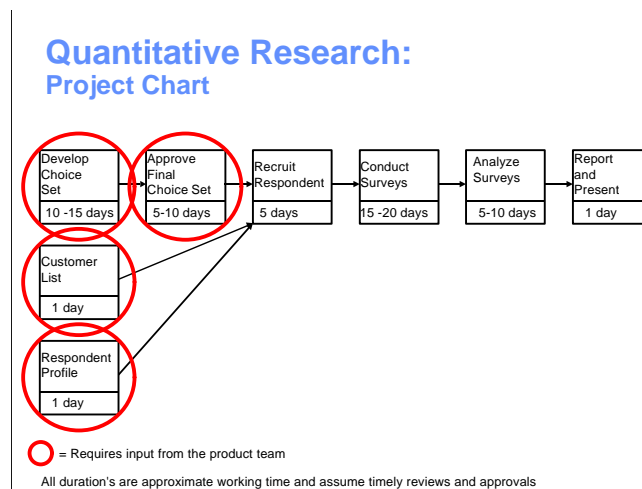 Quantitative Research:
Project Chart
Develop
Choice
Set
10 -15 days
Approve
Final
Choice Set
5-10 days
Recruit
Respondent
5 days
Conduct
Surveys
15 -20 days
Analyze
Surveys
5-10 days
Report
and
Present
1 day
Customer
List
1 day
Respondent
Profile
1 day
= Requires input from the product team
All duration's are approximate working time and assume timely reviews and approvals